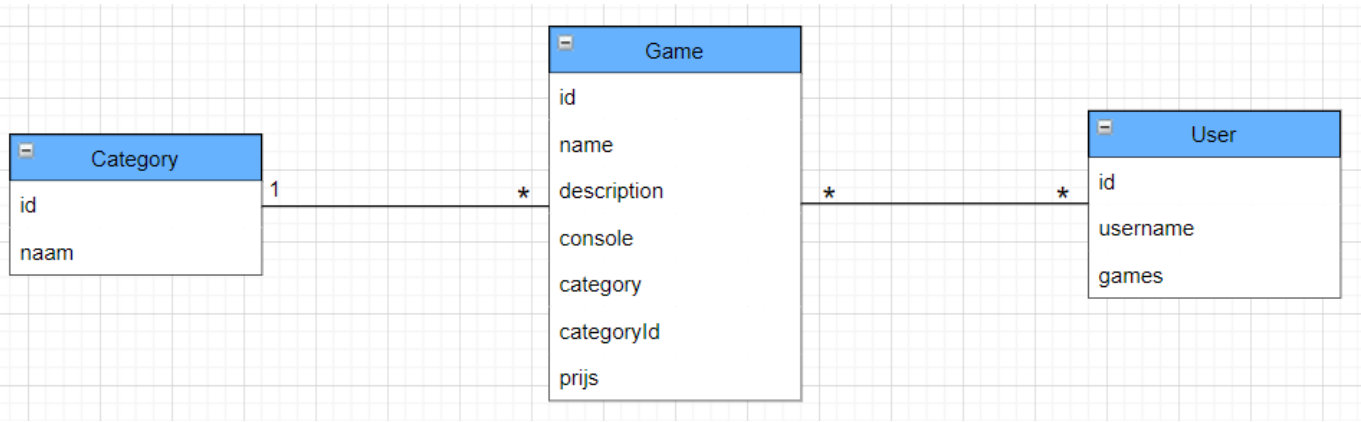 Category
id
naam
1
*
Game
id
name
description
console
category
categoryId
prijs
*
*
User
id
username
games